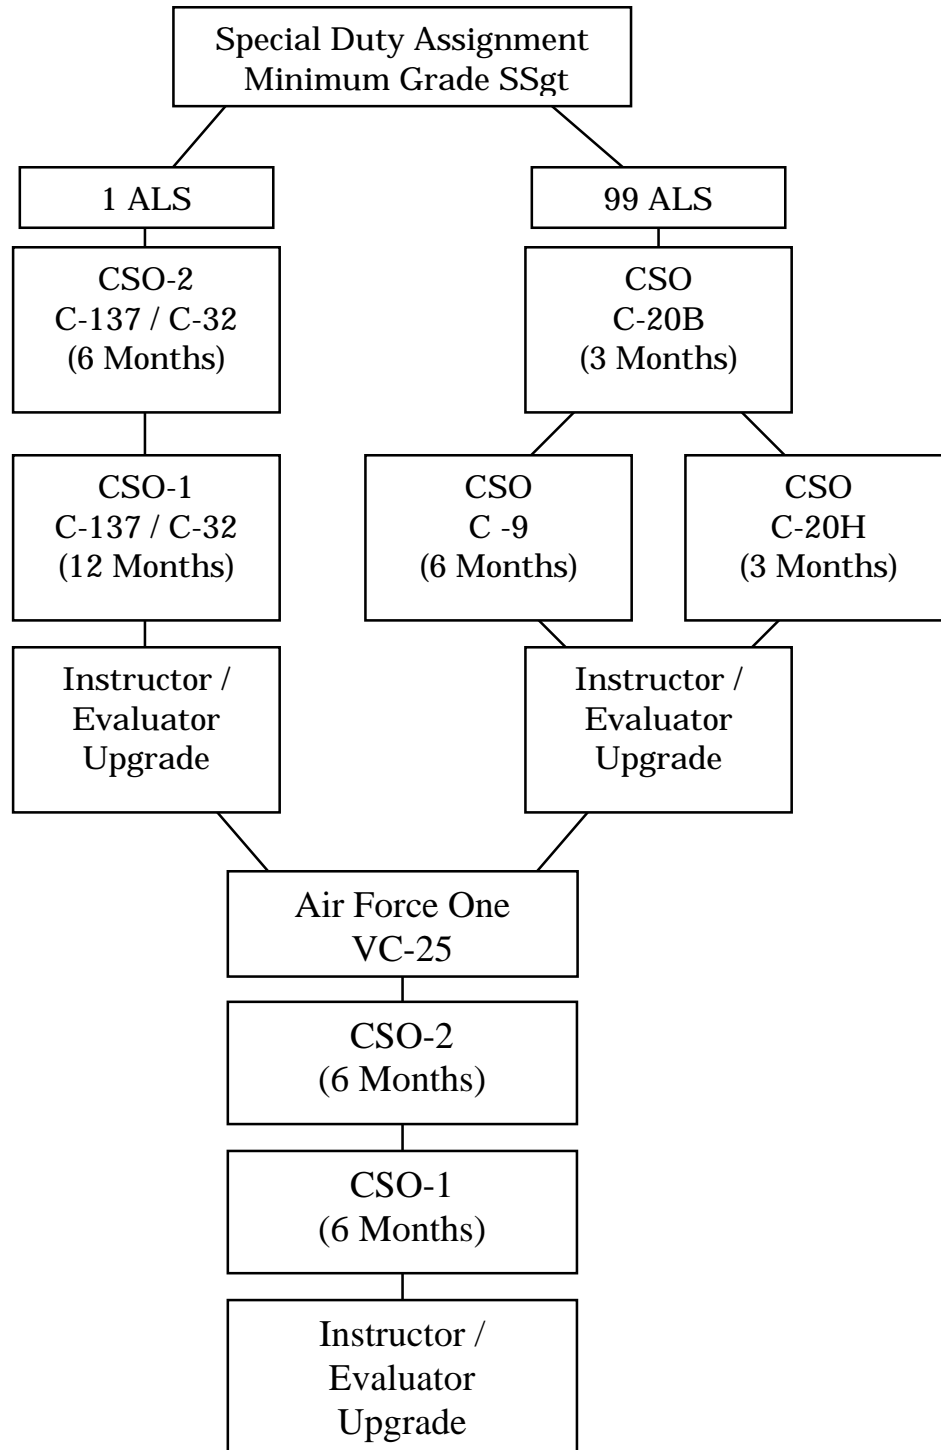 Special Duty Assignment
Minimum Grade SSgt
1 ALS
99 ALS
CSO-2
C-137 / C-32
(6 Months)
CSO
C-20B
(3 Months)
CSO-1
C-137 / C-32
(12 Months)
CSO
C -9
(6 Months)
CSO
C-20H
(3 Months)
Instructor /
Evaluator
Upgrade
Instructor /
Evaluator
Upgrade
Air Force One
VC-25
CSO-2
(6 Months)
CSO-1
(6 Months)
Instructor /
Evaluator
Upgrade